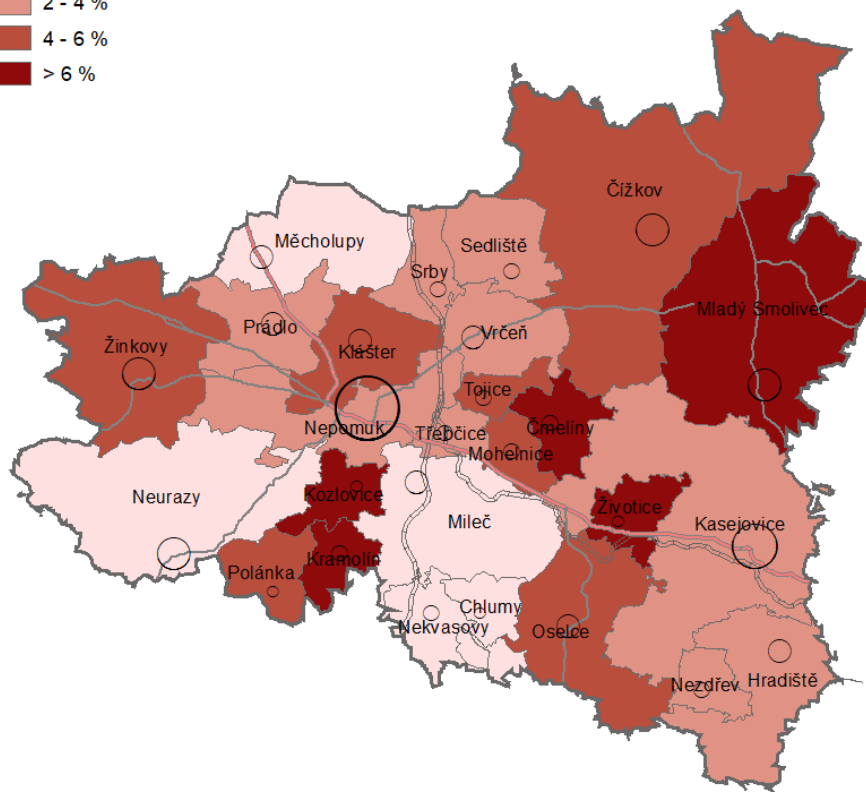 2 - 4 %
4 - 6 %
> 6 %
Čížkov
Měcholupy
Sedliště
Srby
Mladý Smolivec
Prádlo
Vrčeň
Žinkovy
Klášter
Tojice
Nepomuk
Třebčice
Čmelíny
Mohelnice
Neurazy
Kozlovice
Životice
Mileč
Kasejovice
Kramolín
Polánka
Chlumy
Nekvasovy
Oselce
Nezdřev
Hradiště